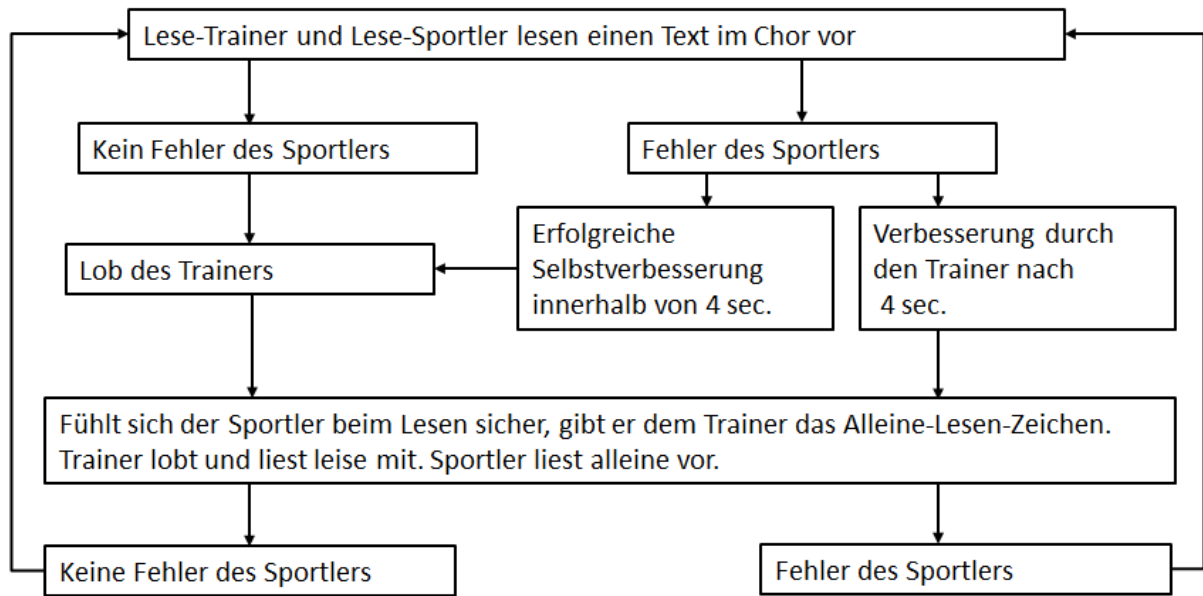 Lese-Trainer und Lese-Sportler lesen einen Text im Chor vor
Kein Fehler des Sportlers
Fehler des Sportlers
Lob des Trainers
Erfolgreiche
Selbstverbesserung
innerhalb von 4 sec.
Verbesserung durch
den Trainer nach
4 sec.
Fühlt sich der Sportler beim Lesen sicher, gibt er dem Trainer das Alleine-Lesen-Zeichen.
Trainer lobt und liest leise mit. Sportler liest alleine vor.
Keine Fehler des Sportlers
Fehler des Sportlers